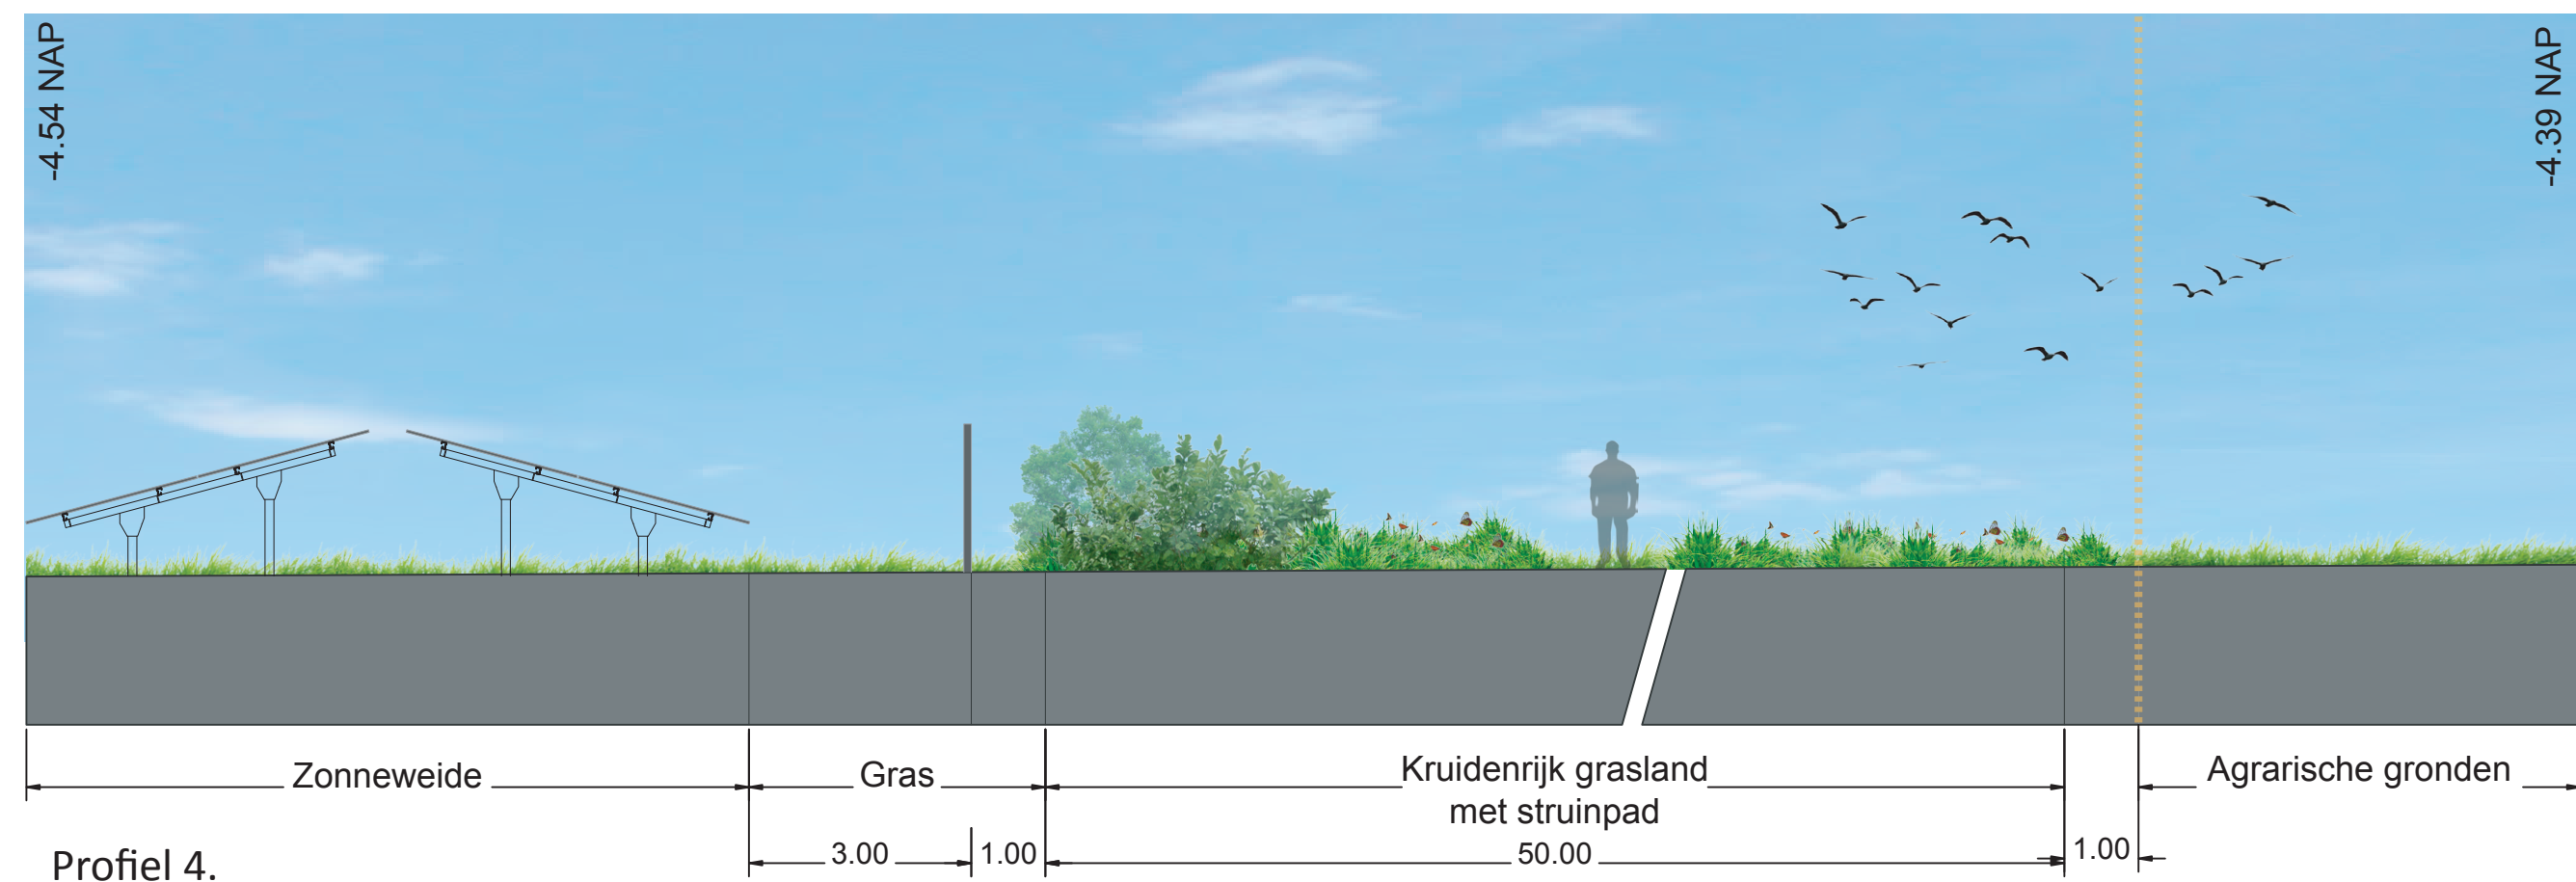 -4.54 NAP
-4.39 NAP
Zonneweide
Gras
Kruidenrijk grasland
met struinpad
Agrarische gronden
3.00
1.00
50.00
1.00
Profiel 4.